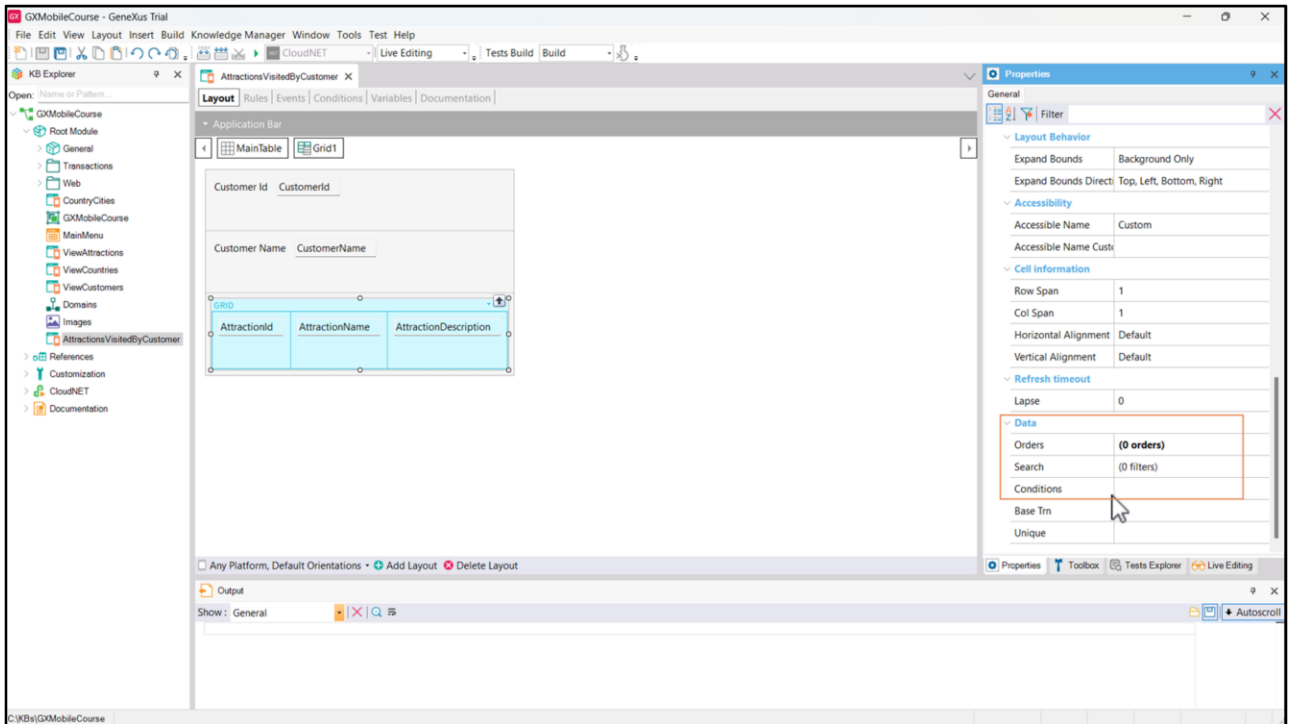 GX GXMobileCourse - GeneXus Trial
File Edit View Layout Insert Build Knowledge Manager Window Tools Test Help
CloudNET Live Editing Tests Build Build
KB Explorer
Open: Name or Pattern...
GXMobileCourse
Root Module
General
Transactions
Web
CountryCities
GXMobileCourse
MainMenu
ViewAttractions
ViewCountries
ViewCustomers
Domains
Images
AttractionsVisitedByCustomer
References
Customization
CloudNET
Documentation
AttractionsVisitedByCustomer
Layout Rules Events Conditions Variables Documentation
Application Bar
MainTable Grid1
Customer Id CustomerId
Customer Name CustomerName
GRID
AttractionId AttractionName AttractionDescription
Any Platform, Default Orientations Add Layout Delete Layout
Output
Show : General
Autoscroll
Properties
General
Filter
Layout Behavior
Expand Bounds Background Only
Expand Bounds Directi Top, Left, Bottom, Right
Accessibility
Accessible Name Custom
Accessible Name Custo
Cell information
Row Span 1
Col Span 1
Horizontal Alignment Default
Vertical Alignment Default
Refresh timeout
Lapse 0
Data
Orders (0 orders)
Search (0 filters)
Conditions
Base Trn
Unique
Properties Toolbox Tests Explorer Live Editing
C:\KBs\GXMobileCourse